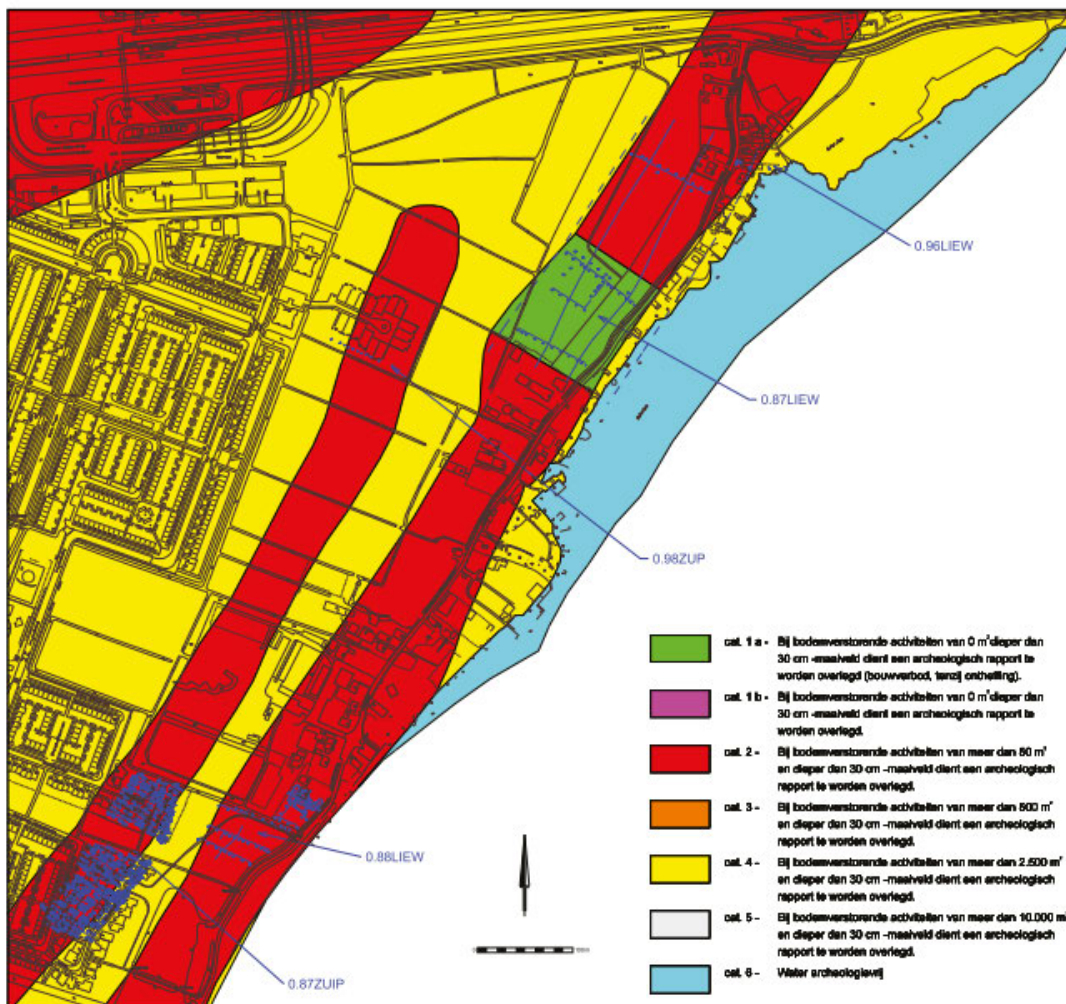 0.96LIEW
0.87LIEW
0.98ZUP
0.88LIEW
0.87ZUIP
cat. 1 a - Bij bodemverstorende activiteiten van 0 m² dieper dan
30 cm -maaiveld dient een archeologisch rapport te
worden overlegd (bouwverbod, tenzij ontheffing).
cat. 1 b - Bij bodemverstorende activiteiten van 0 m² dieper dan
30 cm -maaiveld dient een archeologisch rapport te
worden overlegd.
cat. 2 - Bij bodemverstorende activiteiten van meer dan 50 m²
en dieper dan 30 cm -maaiveld dient een archeologisch
rapport te worden overlegd.
cat. 3 - Bij bodemverstorende activiteiten van meer dan 500 m²
en dieper dan 30 cm -maaiveld dient een archeologisch
rapport te worden overlegd.
cat. 4 - Bij bodemverstorende activiteiten van meer dan 2.500 m²
en dieper dan 30 cm -maaiveld dient een archeologisch
rapport te worden overlegd.
cat. 5 - Bij bodemverstorende activiteiten van meer dan 10.000 m²
en dieper dan 30 cm -maaiveld dient een archeologisch
rapport te worden overlegd.
cat. 6 - Water archeologievrij